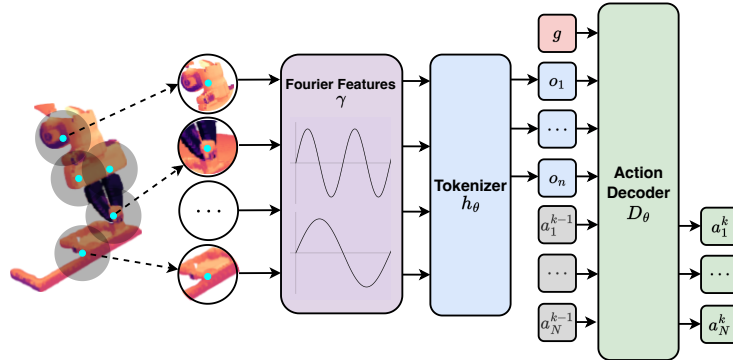 Fourier Features
γ
Tokenizer
h_θ
g
o_1
...
o_n
a_1^{k-1}
...
a_N^{k-1}
Action
Decoder
D_θ
a_1^k
...
a_N^k
...